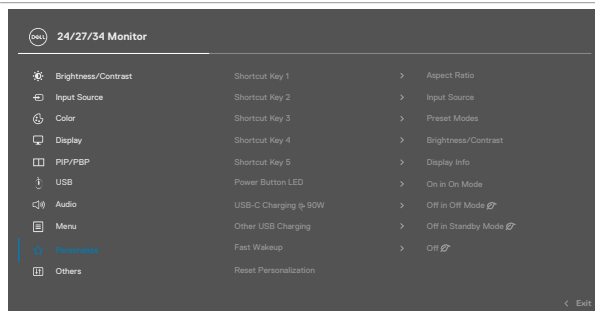 DELL 24/27/34 Monitor
Brightness/Contrast Shortcut Key 1 > Aspect Ratio
Input Source Shortcut Key 2 > Input Source
Color Shortcut Key 3 > Preset Modes
Display Shortcut Key 4 > Brightness/Contrast
PIP/PBP Shortcut Key 5 > Display Info
USB Power Button LED > On in On Mode
Audio USB-C Charging 90W > Off in Off Mode
Menu Other USB Charging > Off in Standby Mode
Personalize Fast Wakeup > Off
Others Reset Personalization
< Exit